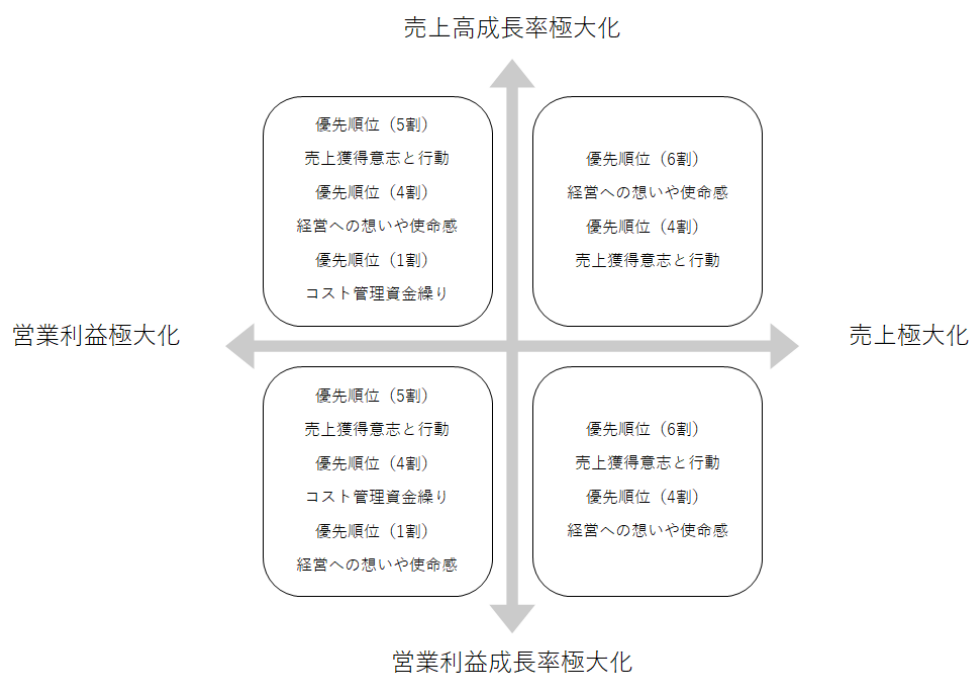 売上高成長率極大化
優先順位（5割）
売上獲得意志と行動
優先順位（4割）
経営への想いや使命感
優先順位（1割）
コスト管理資金繰り
優先順位（6割）
経営への想いや使命感
優先順位（4割）
売上獲得意志と行動
営業利益極大化
売上極大化
優先順位（5割）
売上獲得意志と行動
優先順位（4割）
コスト管理資金繰り
優先順位（1割）
経営への想いや使命感
優先順位（6割）
売上獲得意志と行動
優先順位（4割）
経営への想いや使命感
営業利益成長率極大化